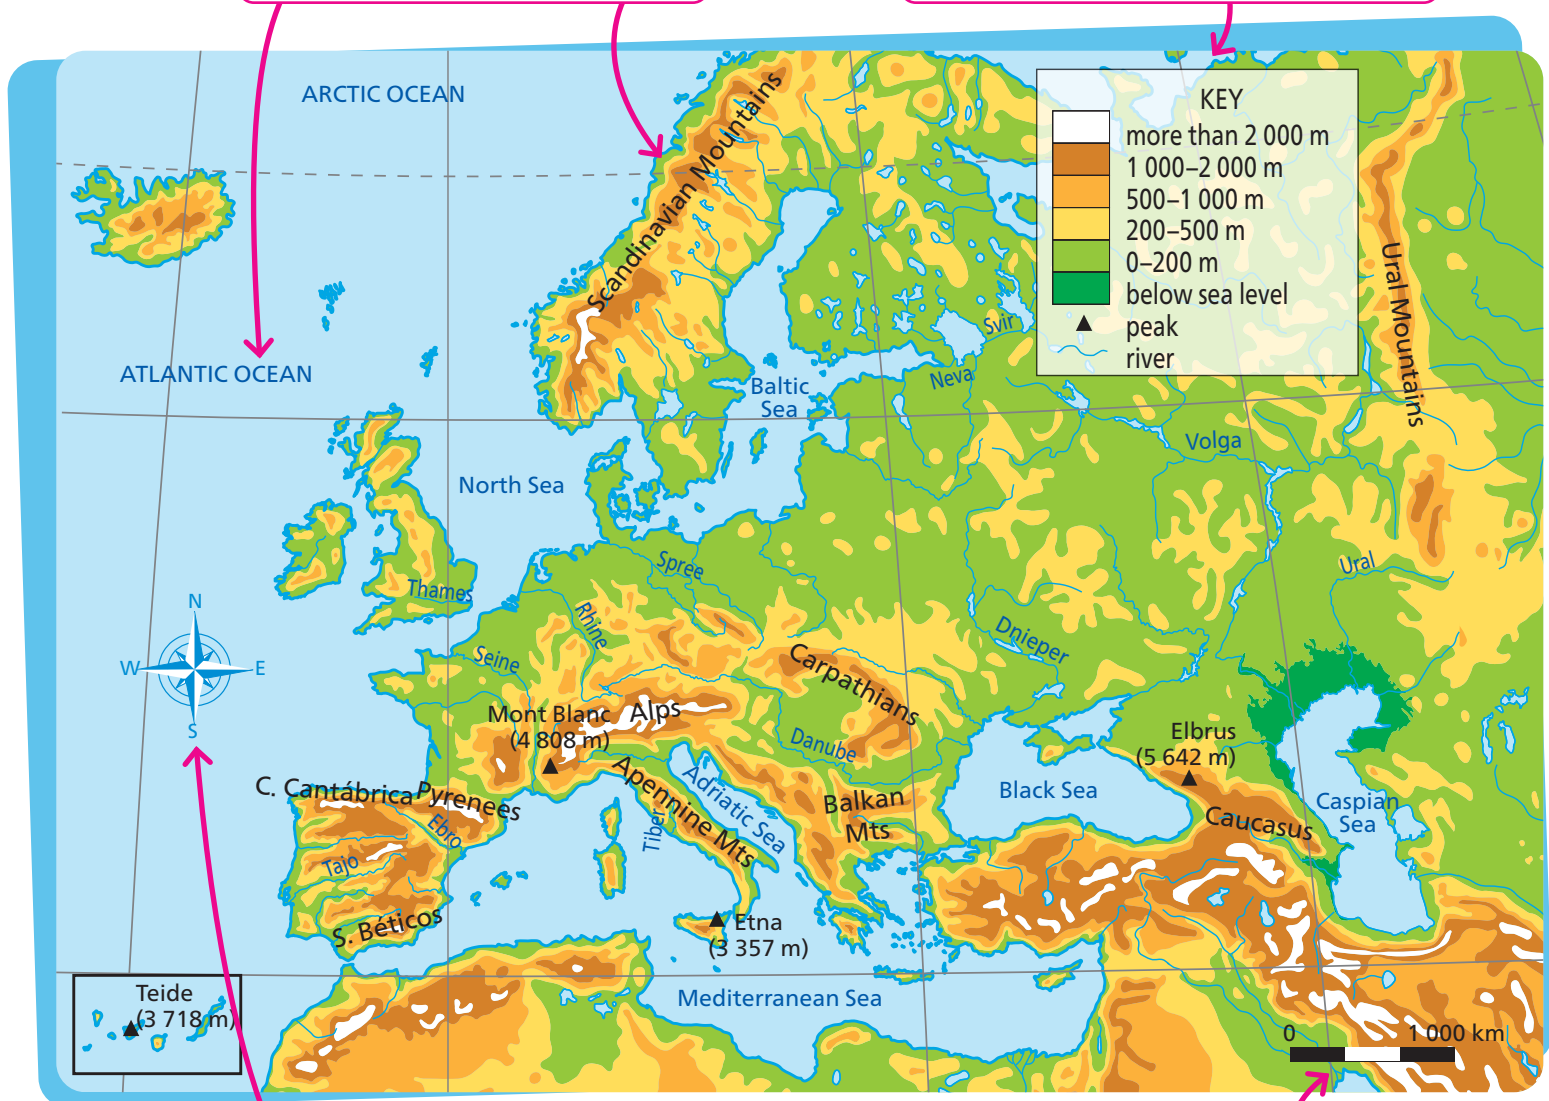 ARCTIC OCEAN
KEY
more than 2 000 m
1 000–2 000 m
500–1 000 m
200–500 m
0–200 m
below sea level
peak
river
Scandinavian Mountains
Ural Mountains
Svir
ATLANTIC OCEAN
Baltic
Sea
Neva
Volga
North Sea
Spree
Ural
Thames
Rhine
N
W
E
S
Dnieper
Seine
Carpathians
Mont Blanc
(4 808 m)
Alps
Danube
Elbrus
(5 642 m)
C. Cantábrica
Pyrenees
Apennine Mts
Adriatic Sea
Balkan
Mts
Black Sea
Caspian
Sea
Caucasus
Ebro
Tiber
Tajo
S. Béticos
Etna
(3 357 m)
Teide
(3 718 m)
Mediterranean Sea
0
1 000 km